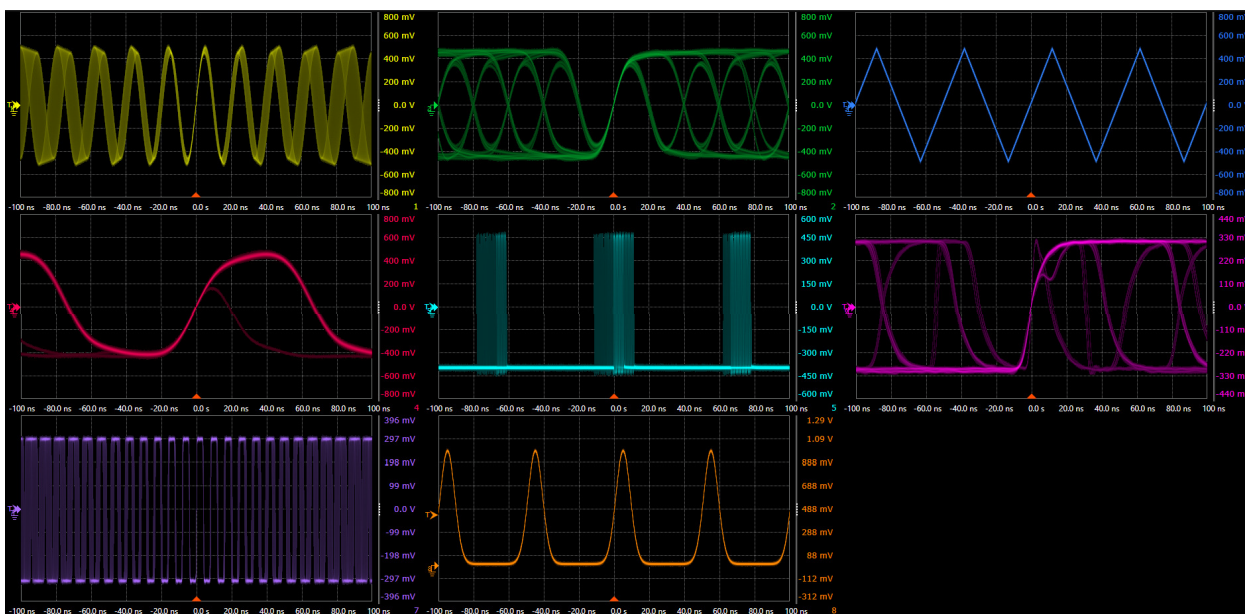 800 mV
600 mV
400 mV
200 mV
T
0.0 V
-200 mV
-400 mV
-600 mV
-800 mV
1
-100 ns -80.0 ns -60.0 ns -40.0 ns -20.0 ns 0.0 s 20.0 ns 40.0 ns 60.0 ns 80.0 ns 100 ns
800 mV
600 mV
400 mV
200 mV
0.0 V
-200 mV
-400 mV
-600 mV
-800 mV
2
-100 ns -80.0 ns -60.0 ns -40.0 ns -20.0 ns 0.0 s 20.0 ns 40.0 ns 60.0 ns 80.0 ns 100 ns
800 mV
600 mV
400 mV
200 mV
T
0.0 V
-200 mV
-400 mV
-600 mV
-800 mV
-100 ns -80.0 ns -60.0 ns -40.0 ns -20.0 ns 0.0 s 20.0 ns 40.0 ns 60.0 ns 80.0 ns 100 ns
800 mV
600 mV
400 mV
200 mV
T
0.0 V
-200 mV
-400 mV
-600 mV
-800 mV
4
-100 ns -80.0 ns -60.0 ns -40.0 ns -20.0 ns 0.0 s 20.0 ns 40.0 ns 60.0 ns 80.0 ns 100 ns
600 mV
450 mV
300 mV
150 mV
T
0.0 V
-150 mV
-300 mV
-450 mV
-600 mV
5
-100 ns -80.0 ns -60.0 ns -40.0 ns -20.0 ns 0.0 s 20.0 ns 40.0 ns 60.0 ns 80.0 ns 100 ns
440 mV
330 mV
220 mV
110 mV
T
0.0 V
-110 mV
-220 mV
-330 mV
-440 mV
-100 ns -80.0 ns -60.0 ns -40.0 ns -20.0 ns 0.0 s 20.0 ns 40.0 ns 60.0 ns 80.0 ns 100 ns
396 mV
297 mV
198 mV
99 mV
T
0.0 V
-99 mV
-198 mV
-297 mV
-396 mV
7
-100 ns -80.0 ns -60.0 ns -40.0 ns -20.0 ns 0.0 s 20.0 ns 40.0 ns 60.0 ns 80.0 ns 100 ns
1.29 V
1.09 V
888 mV
688 mV
488 mV
T
288 mV
88 mV
-112 mV
-312 mV
8
-100 ns -80.0 ns -60.0 ns -40.0 ns -20.0 ns 0.0 s 20.0 ns 40.0 ns 60.0 ns 80.0 ns 100 ns